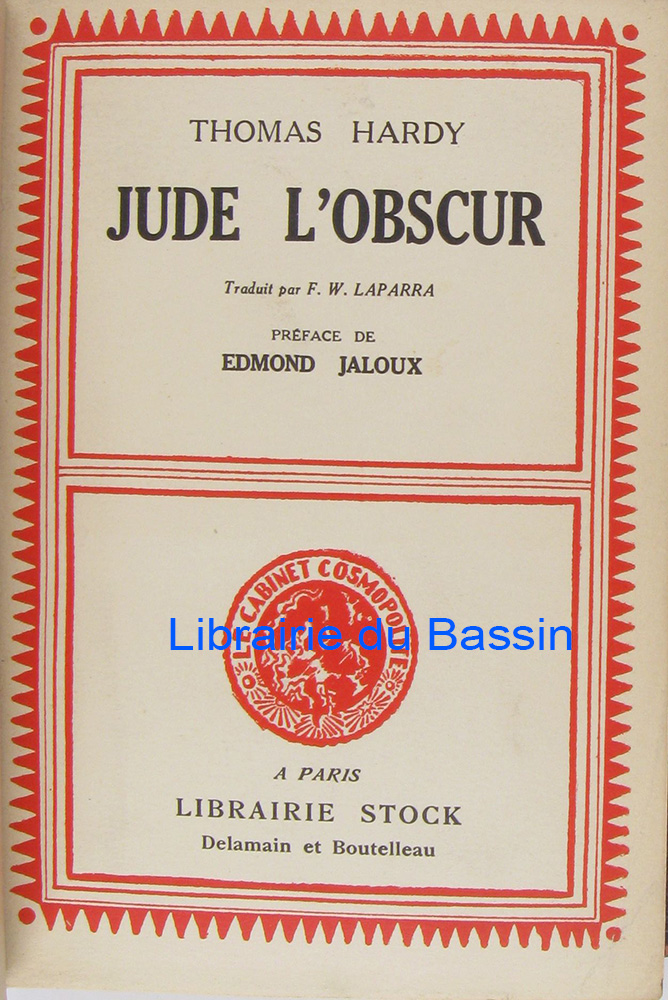 THOMAS HARDY
JUDE L'OBSCUR
Traduit par F. W. LAPARRA
PRÉFACE DE
EDMOND JALOUX
LE CABINET COSMOPOLITE
Librairie du Bassin
A PARIS
LIBRAIRIE STOCK
Delamain et Boutelleau